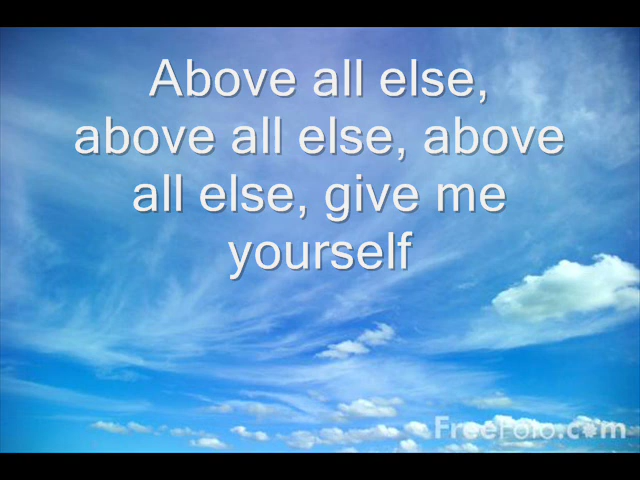 Above all else,
above all else, above
all else, give me
yourself
FreeFoto.com